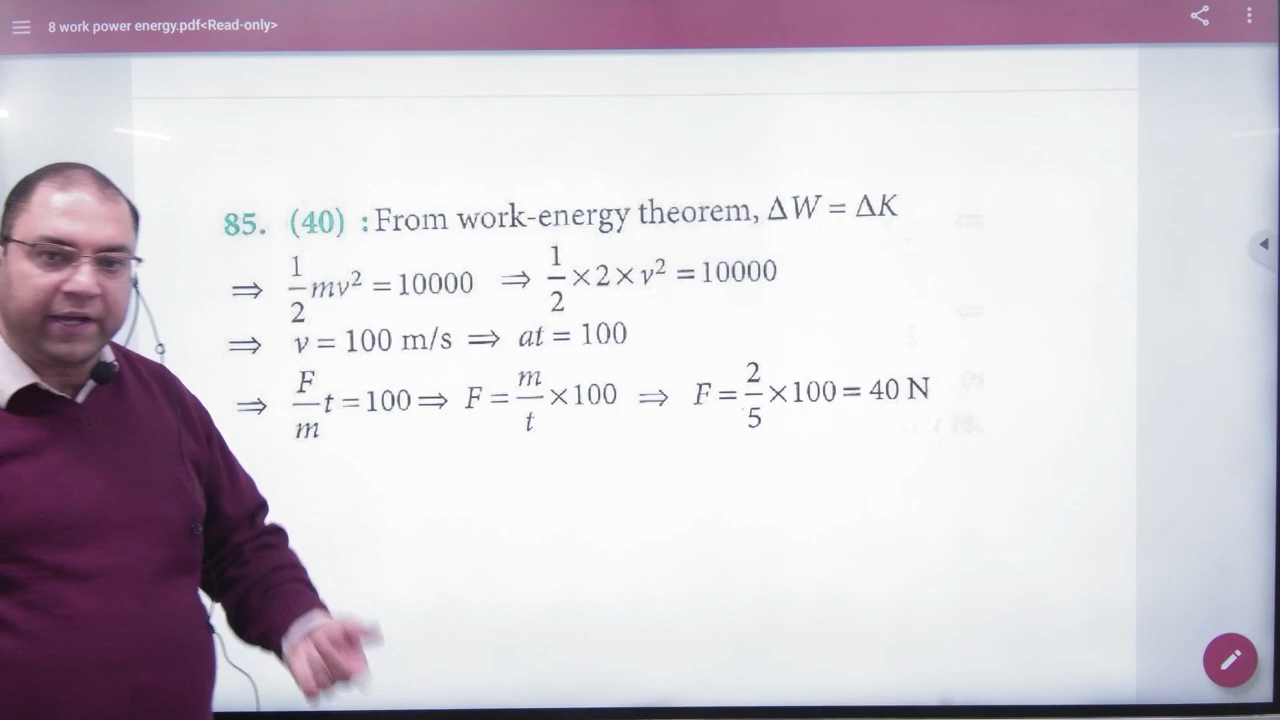 8 work power energy.pdf<Read-only>
85. (40) : From work-energy theorem, ΔW = ΔK
⇒ 1/2 mv² = 10000 ⇒ 1/2 × 2 × v² = 10000
⇒ v = 100 m/s ⇒ at = 100
⇒ F/m t = 100 ⇒ F = m/t × 100 ⇒ F = 2/5 × 100 = 40 N